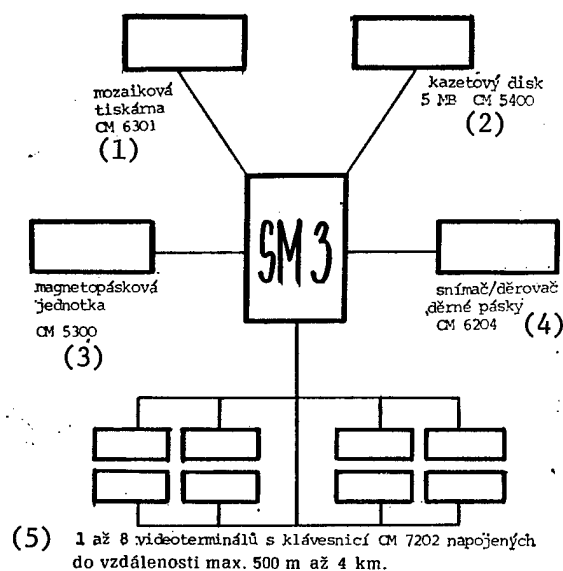 mozaiková
tiskárna
CM 6301
(1)
kazetový disk
5 MB CM 5400
(2)
SM3
magnetopásková
jednotka
CM 5300
(3)
snímač/děrovač
děrné pásky
CM 6204
(4)
(5) 1 až 8 videoterminálů s klávesnicí CM 7202 napojených
do vzdálenosti max. 500 m až 4 km.